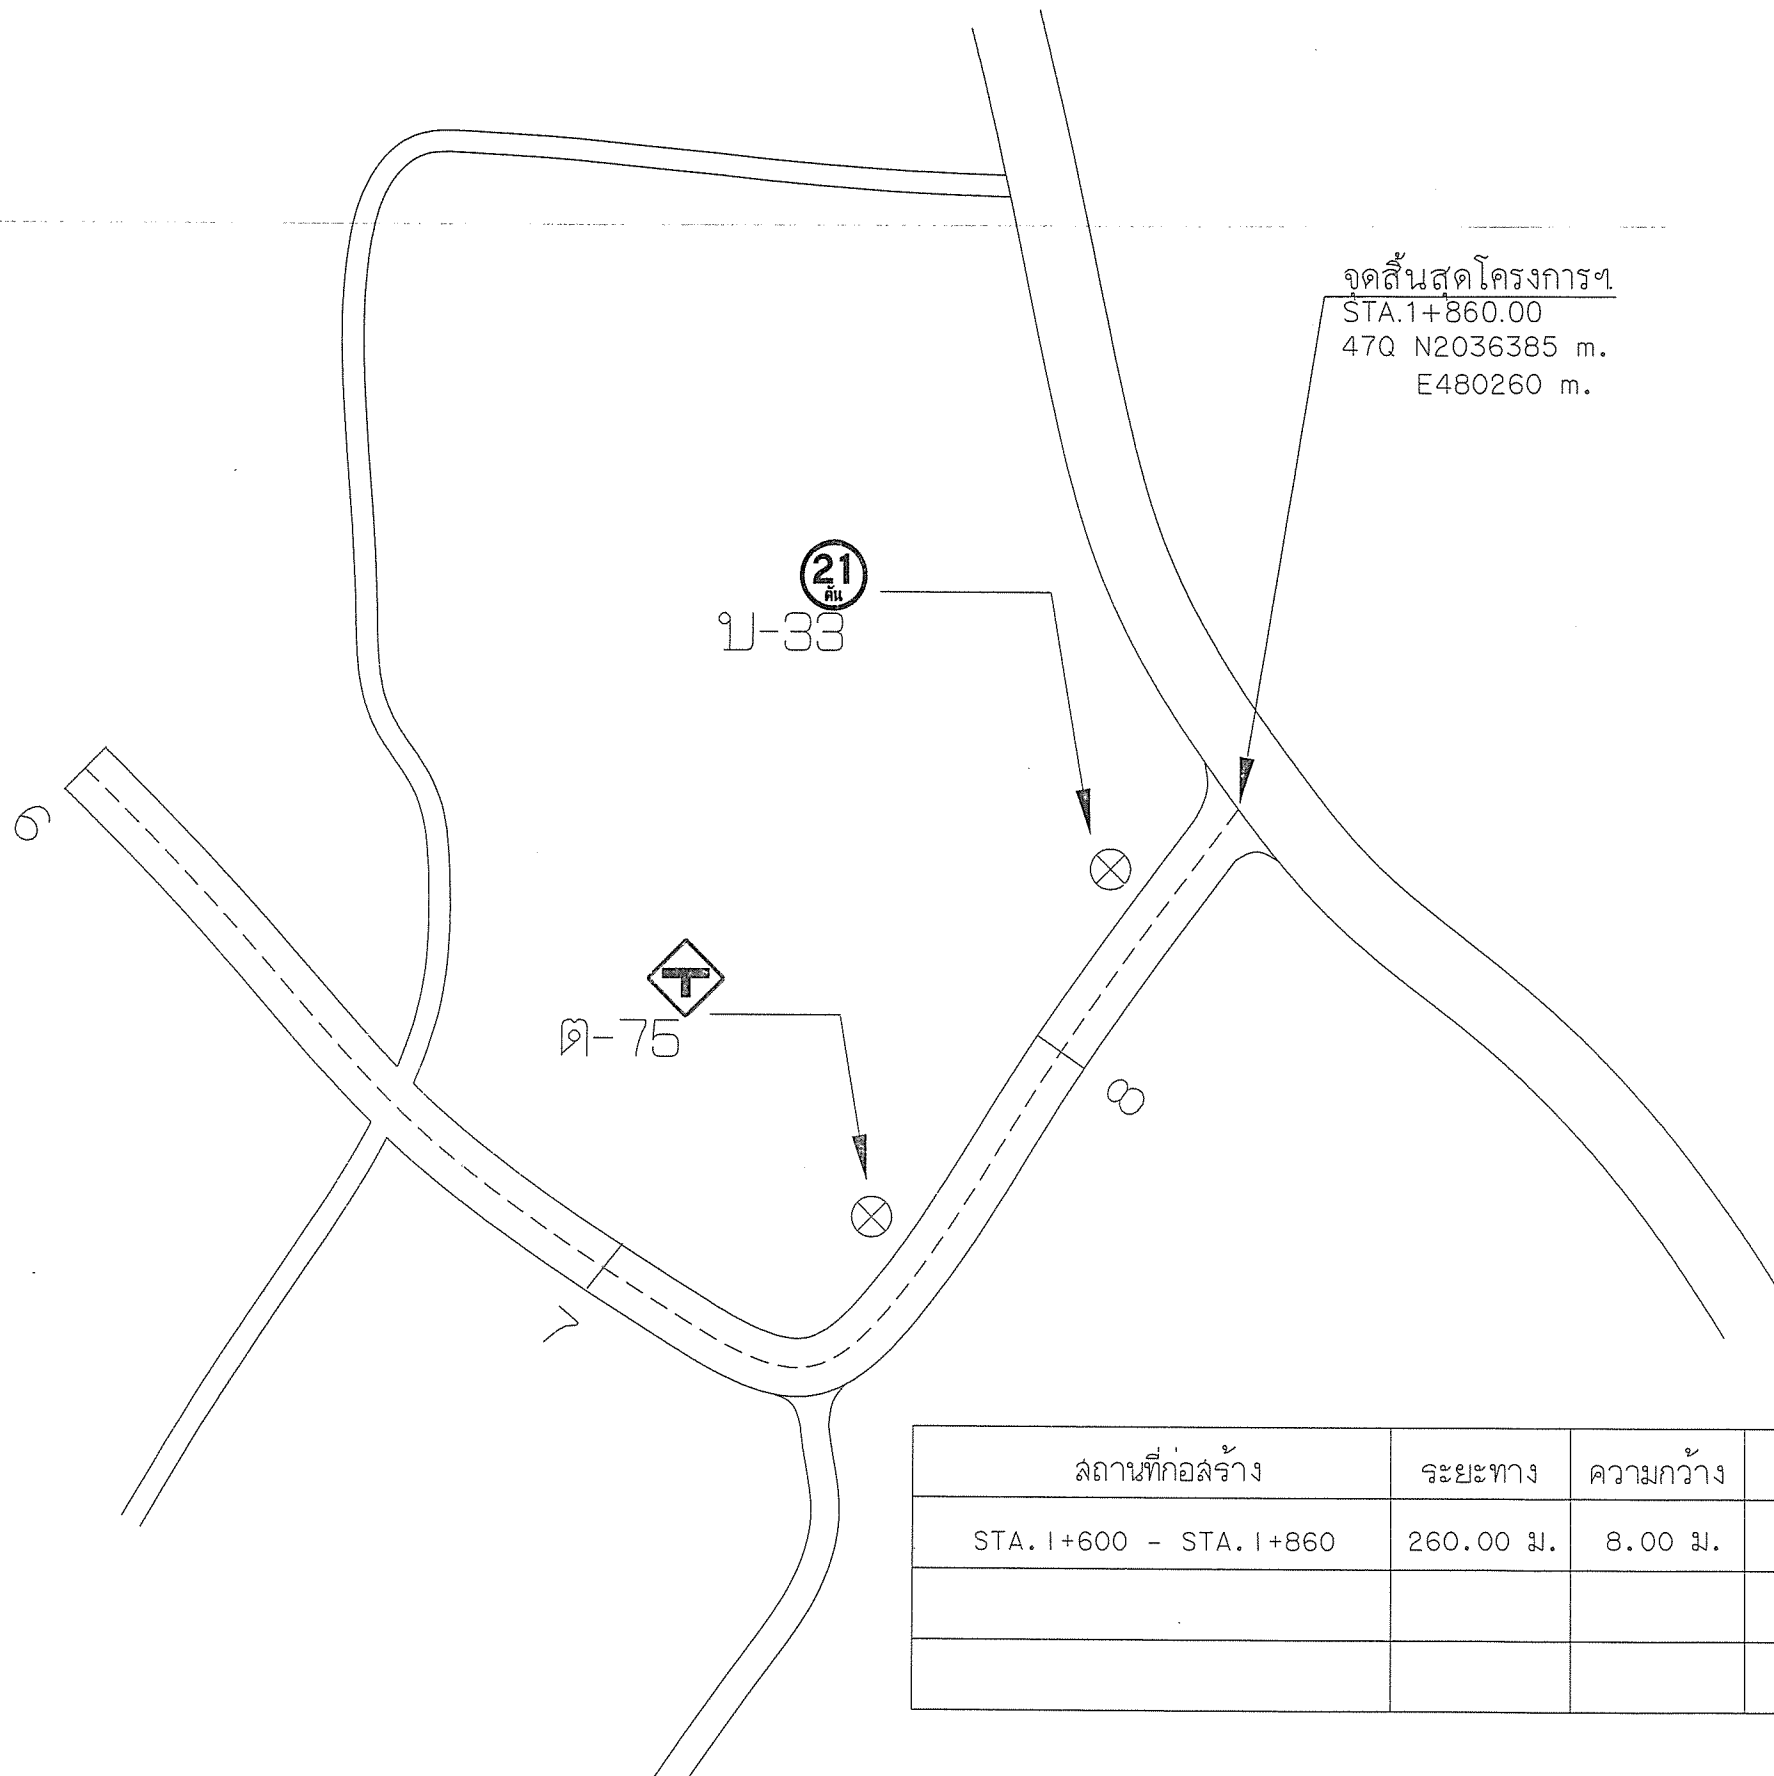 จุดสิ้นสุดโครงการฯ
STA.1+860.00
47Q N2036385 m.
E480260 m.
21
ตัน
บ-33
6
ต-75
8
7
สถานที่ก่อสร้าง ระยะทาง ความกว้าง
STA.1+600 - STA.1+860 260.00 ม. 8.00 ม.